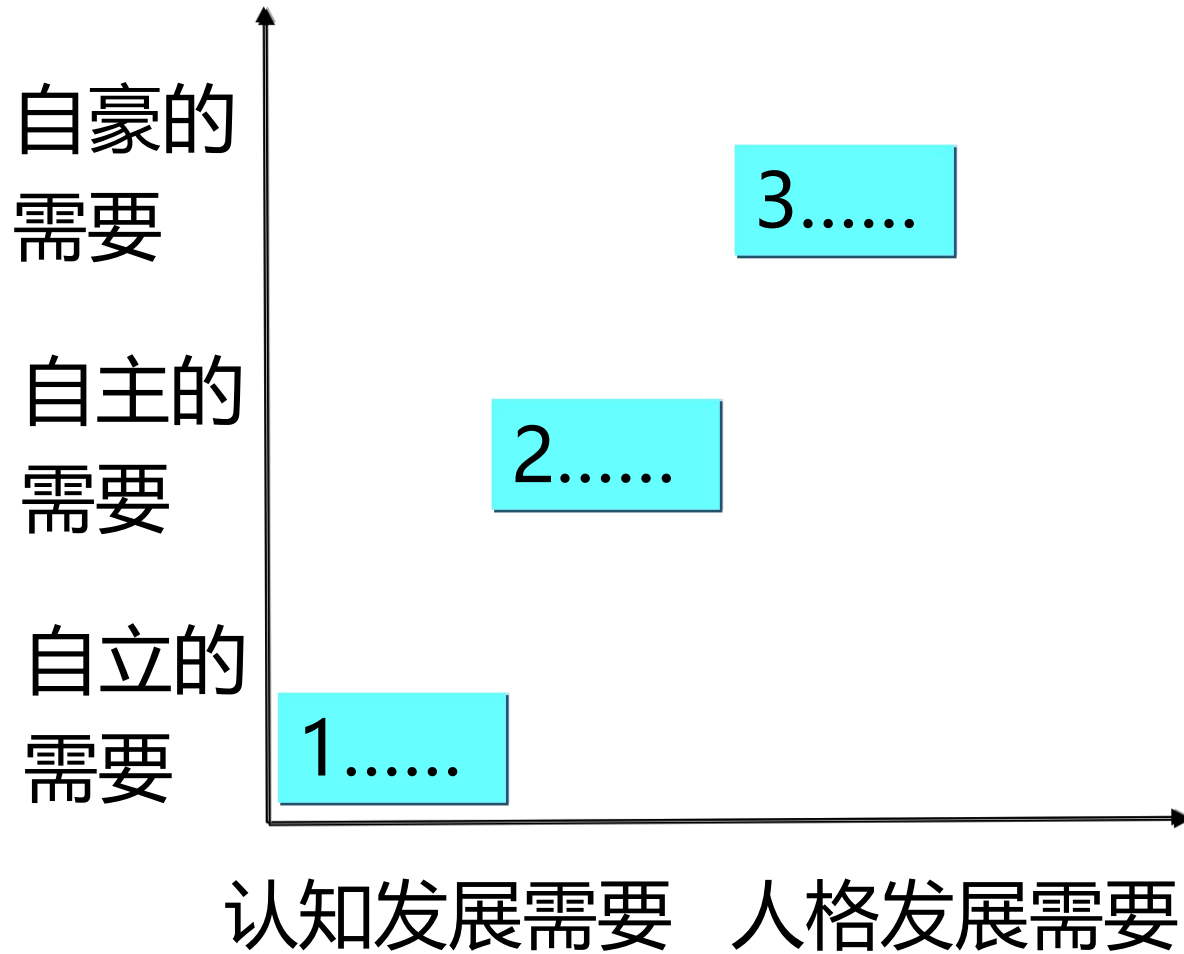 自豪的
需要
3......
自主的
需要
2......
自立的
需要
1......
认知发展需要 人格发展需要